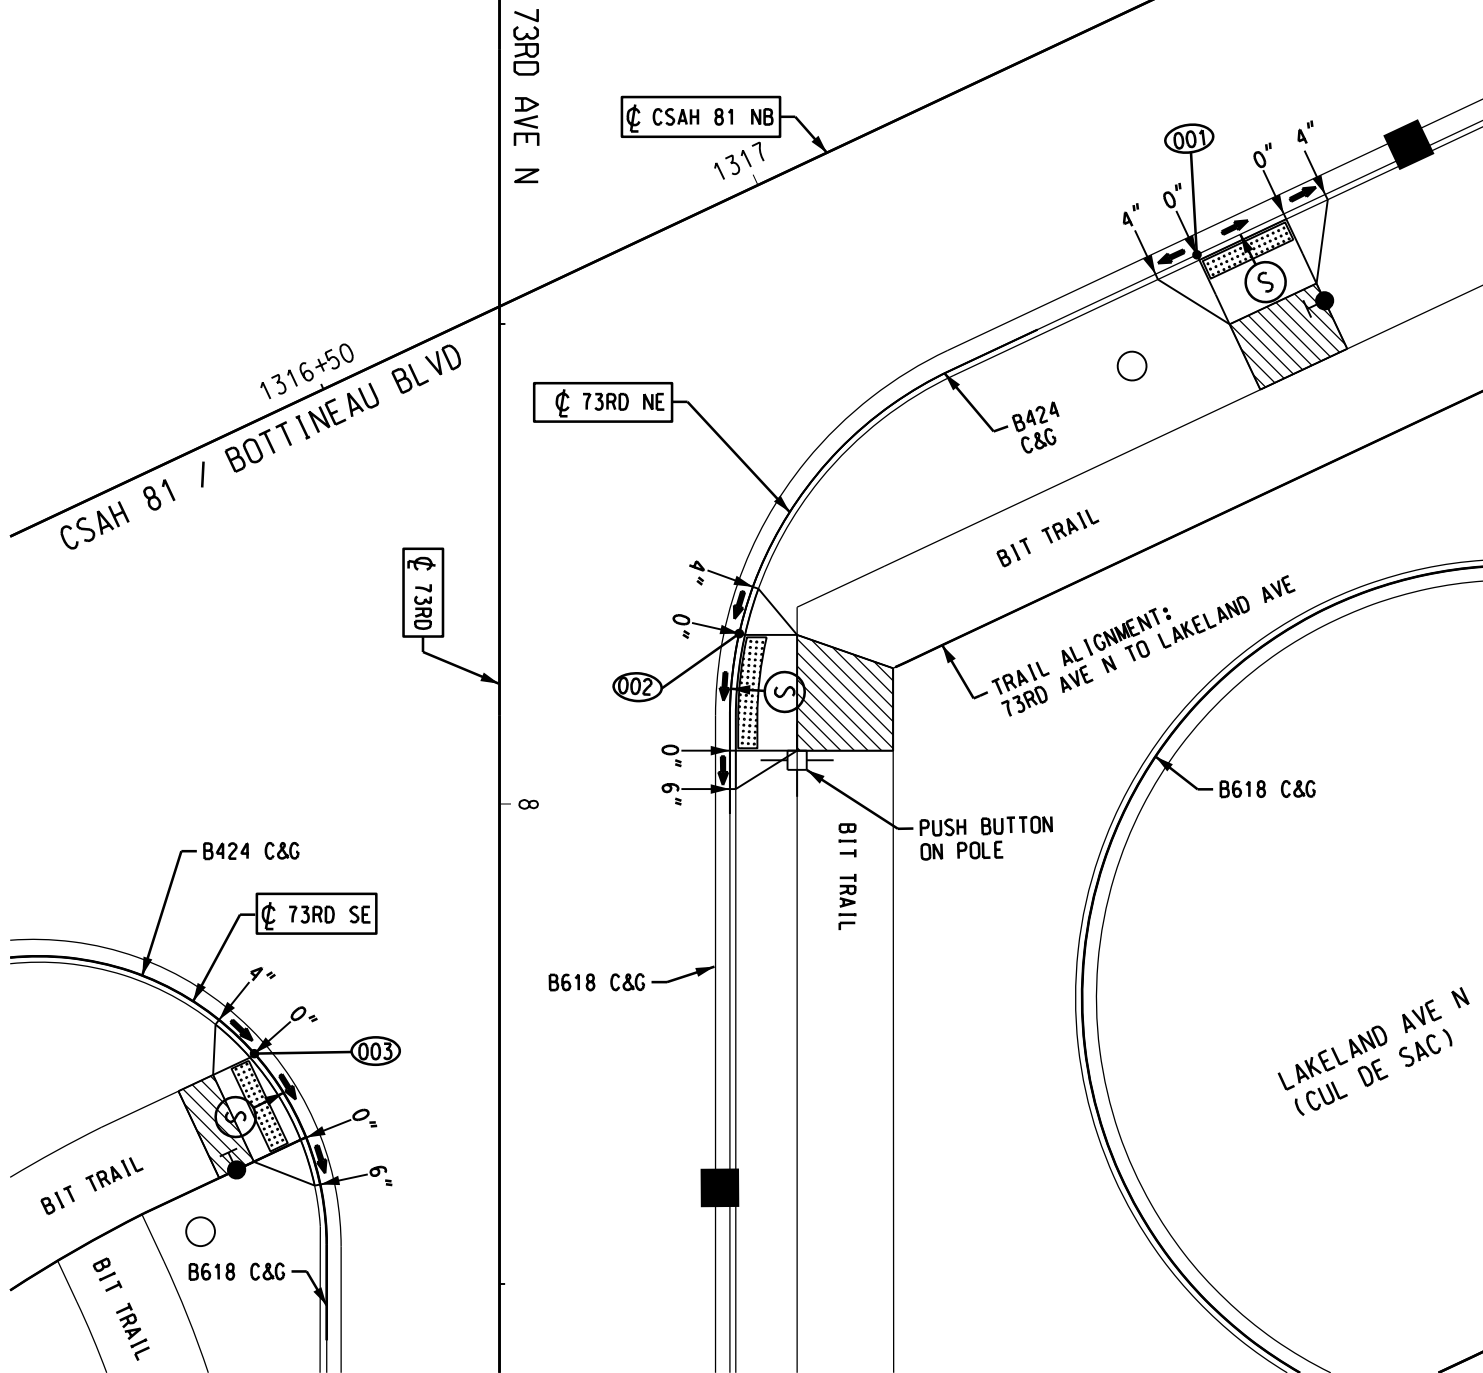 73RD AVE N
℄ CSAH 81 NB
1317
001
4"
0"
0"
4"
S
1316+50
CSAH 81 / BOTTINEAU BLVD
℄ 73RD NE
B424
C&G
BIT TRAIL
℄ 73RD
4"
0"
002
S
0"
6"
TRAIL ALIGNMENT:
73RD AVE N TO LAKELAND AVE
B618 C&G
8
PUSH BUTTON
ON POLE
BIT TRAIL
B424 C&G
℄ 73RD SE
4"
0"
003
S
0"
6"
B618 C&G
LAKELAND AVE N
(CUL DE SAC)
BIT TRAIL
B618 C&G
BIT TRAIL